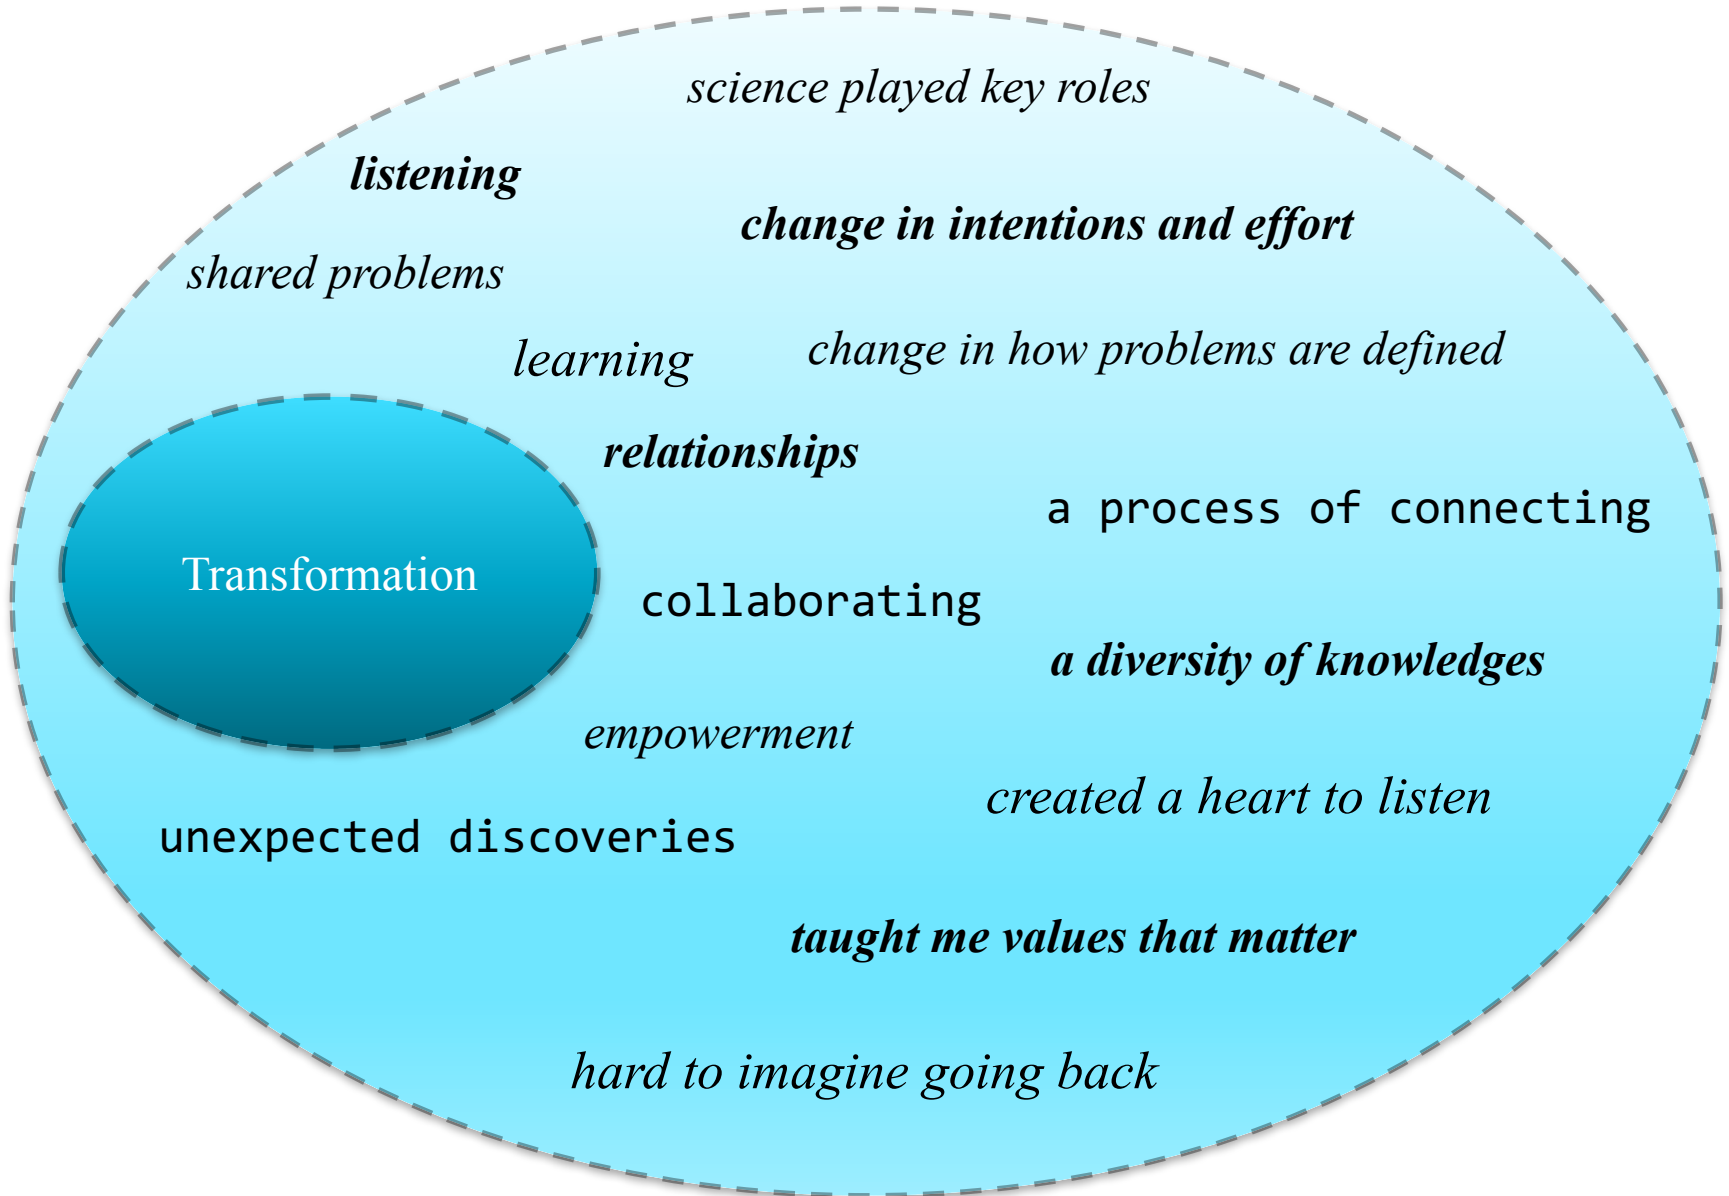 science played key roles
listening
change in intentions and effort
shared problems
learning
change in how problems are defined
relationships
a process of connecting
Transformation
collaborating
a diversity of knowledges
empowerment
created a heart to listen
unexpected discoveries
taught me values that matter
hard to imagine going back